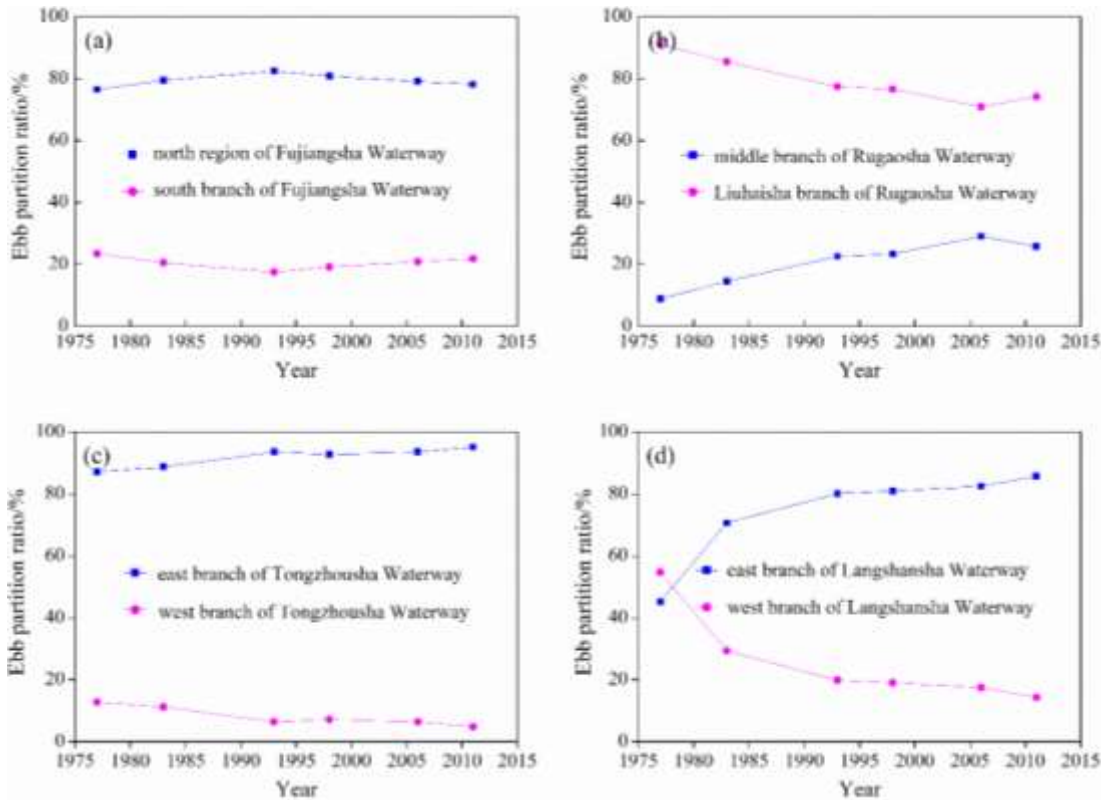 (a)
Ebb partition ratio/%
100
80
60
40
20
0
north region of Fujiangsha Waterway
south branch of Fujiangsha Waterway
1975 1980 1985 1990 1995 2000 2005 2010 2015
Year
(b)
Ebb partition ratio/%
100
80
60
40
20
0
middle branch of Rugaosha Waterway
Liuhaisha branch of Rugaosha Waterway
1975 1980 1985 1990 1995 2000 2005 2010 2015
Year
(c)
Ebb partition ratio/%
100
80
60
40
20
0
east branch of Tongzhousha Waterway
west branch of Tongzhousha Waterway
1975 1980 1985 1990 1995 2000 2005 2010 2015
Year
(d)
Ebb partition ratio/%
100
80
60
40
20
0
east branch of Langshansha Waterway
west branch of Langshansha Waterway
1975 1980 1985 1990 1995 2000 2005 2010 2015
Year